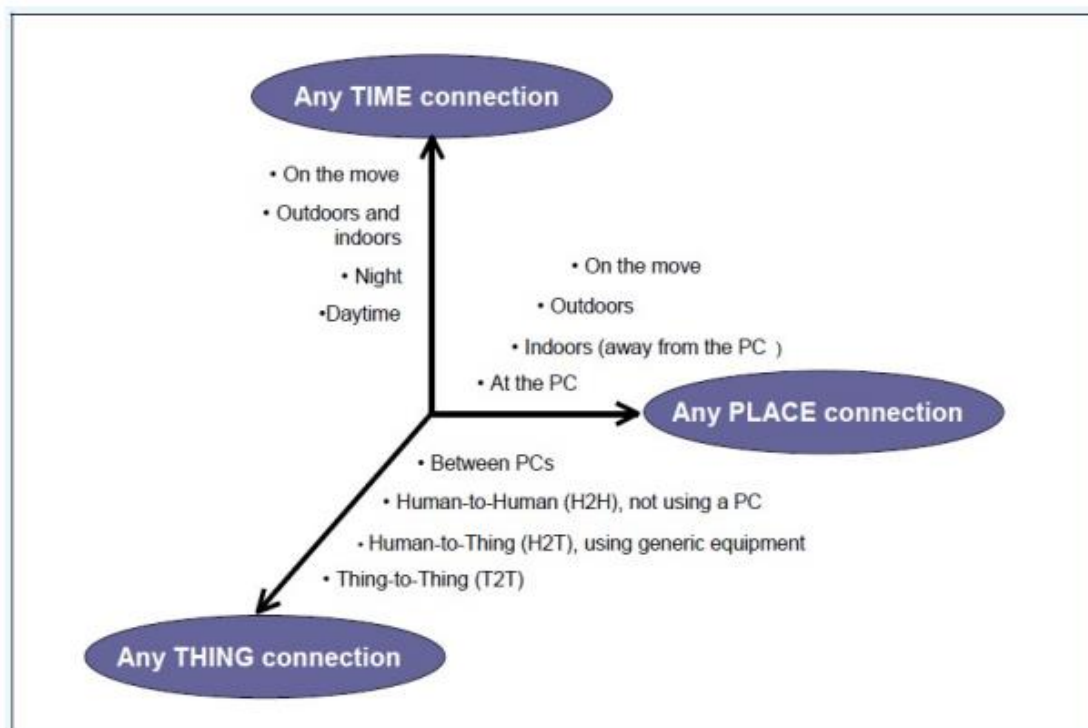 Any TIME connection
• On the move
• Outdoors and
indoors
• Night
•Daytime
• On the move
• Outdoors
• Indoors (away from the PC )
• At the PC
Any PLACE connection
• Between PCs
• Human-to-Human (H2H), not using a PC
• Human-to-Thing (H2T), using generic equipment
• Thing-to-Thing (T2T)
Any THING connection